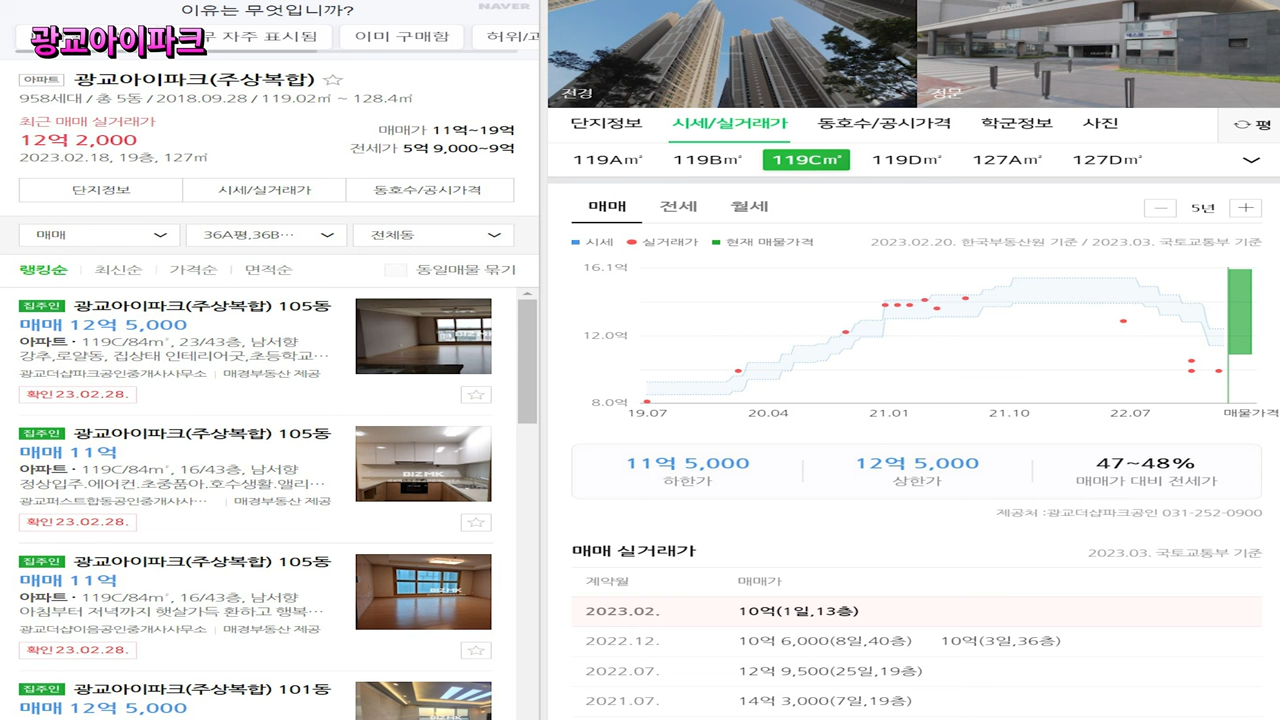 이유는 무엇입니까?
NAVER
광교아이파크
자주 표시됨
이미 구매함
허위/과
아파트 광교아이파크(주상복합)
958세대 / 총 5동 / 2018.09.28 / 119.02㎡ ~ 128.4㎡
최근 매매 실거래가
12억 2,000
2023.02.18, 19층, 127㎡
매매가 11억~19억
전세가 5억 9,000~9억
단지정보 시세/실거래가 동호수/공시가격
매매 36A평,36B··· 전체동
랭킹순 최신순 가격순 면적순 동일매물 묶기
집주인 광교아이파크(주상복합) 105동
매매 12억 5,000
아파트 · 119C/84㎡, 23/43층, 남서향
강추,로얄동, 집상태 인테리어굿,초등학교···
광교더샵파크공인중개사사무소 매경부동산 제공
확인 23.02.28.
집주인 광교아이파크(주상복합) 105동
매매 11억
아파트 · 119C/84㎡, 16/43층, 남서향
정상입주.에어컨.초중품아.호수생활.앨리···
광교퍼스트합동공인중개사사··· 매경부동산 제공
확인 23.02.28.
집주인 광교아이파크(주상복합) 105동
매매 11억
아파트 · 119C/84㎡, 16/43층, 남서향
아침부터 저녁까지 햇살가득 환하고 행복···
광교더샵이음공인중개사사무소 매경부동산 제공
확인 23.02.28.
집주인 광교아이파크(주상복합) 101동
매매 12억 5,000
BIZMK
BIZMK
전경
정문
단지정보 시세/실거래가 동호수/공시가격 학군정보 사진 평
119A㎡ 119B㎡ 119C㎡ 119D㎡ 127A㎡ 127D㎡
매매 전세 월세 5년
시세 실거래가 현재 매물가격 2023.02.20. 한국부동산원 기준 / 2023.03. 국토교통부 기준
16.1억
12.0억
8.0억
19.07 20.04 21.01 21.10 22.07 매물가격
11억 5,000 12억 5,000 47~48%
하한가 상한가 매매가 대비 전세가
제공처 :광교더샵파크공인 031-252-0900
매매 실거래가 2023.03. 국토교통부 기준
계약월 매매가
2023.02. 10억(1일,13층)
2022.12. 10억 6,000(8일,40층) 10억(3일,36층)
2022.07. 12억 9,500(25일,19층)
2021.07. 14억 3,000(7일,19층)